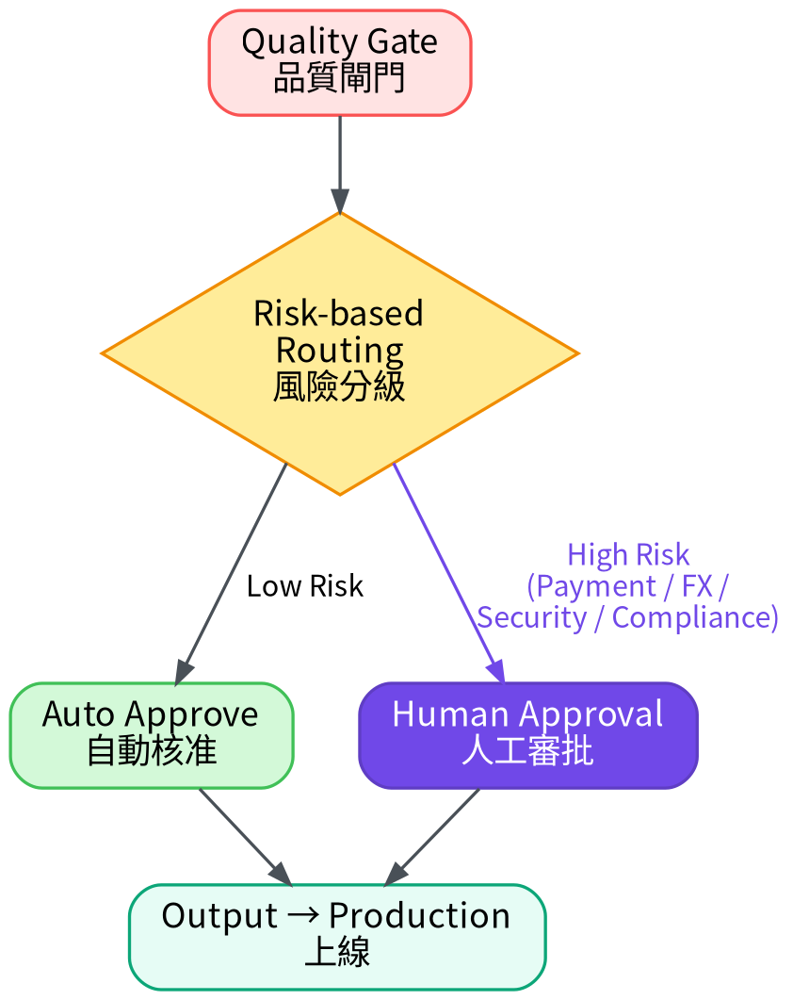 Quality Gate
品質閘門
Risk-based
Routing
風險分級
Low Risk
High Risk
(Payment / FX /
Security / Compliance)
Auto Approve
自動核准
Human Approval
人工審批
Output → Production
上線